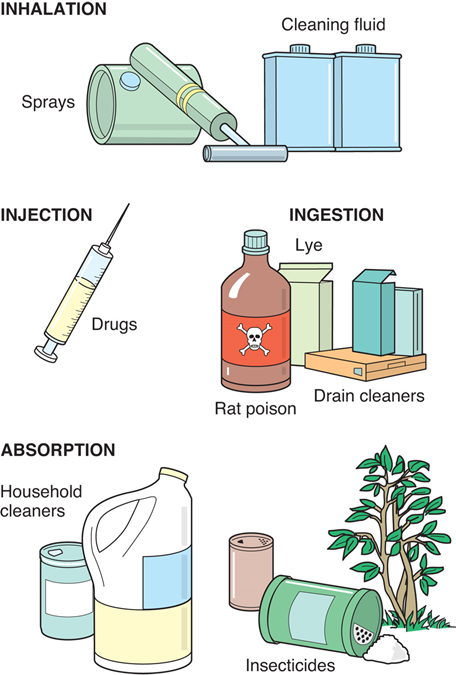 INHALATION
Cleaning fluid
Sprays
INJECTION
INGESTION
Lye
Drugs
Rat poison
Drain cleaners
ABSORPTION
Household
cleaners
Insecticides